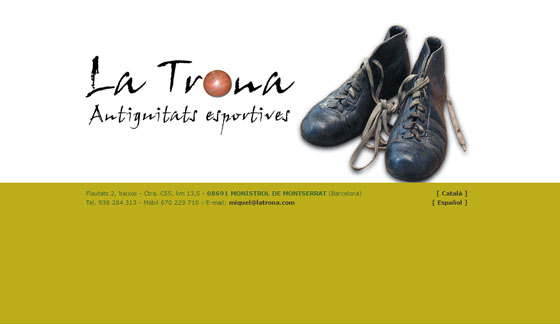 La Trona
Antiguitats esportives
Plautats 2, baixos - Ctra. C55, km 13,5 - 08691 MONISTROL DE MONTSERRAT (Barcelona)
[ Català ]
Tel. 938 284 313 - Mòbil 670 229 710 - E-mail: miquel@latrona.com
[ Español ]